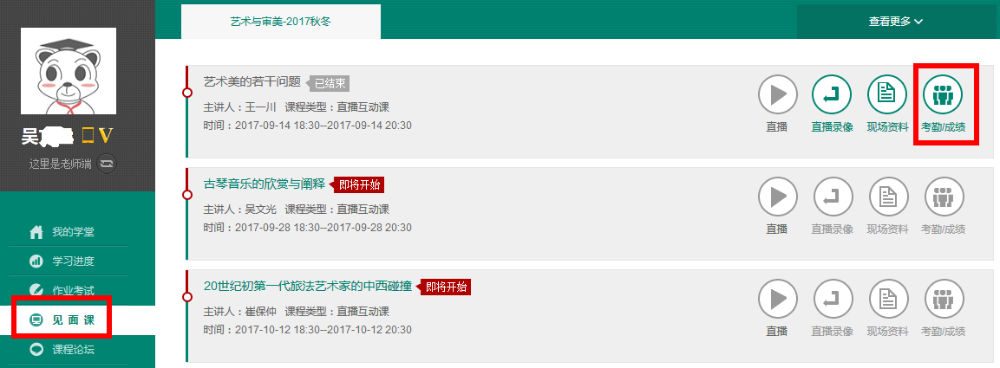 艺术与审美-2017秋冬
查看更多
吴 V
这里是老师端
我的学堂
学习进度
作业考试
见面课
课程论坛
艺术美的若干问题 已结束
主讲人：王一川 课程类型：直播互动课
时间：2017-09-14 18:30--2017-09-14 20:30
直播 直播录像 现场资料 考勤/成绩
古琴音乐的欣赏与阐释 即将开始
主讲人：吴文光 课程类型：直播互动课
时间：2017-09-28 18:30--2017-09-28 20:30
直播 直播录像 现场资料 考勤/成绩
20世纪初第一代旅法艺术家的中西碰撞 即将开始
主讲人：崔保仲 课程类型：直播互动课
时间：2017-10-12 18:30--2017-10-12 20:30
直播 直播录像 现场资料 考勤/成绩